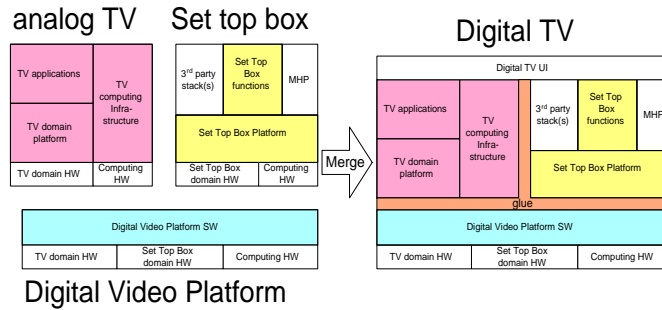 analog TV
TV applications
TV domain
platform
TV
computing
Infra-
structure
TV domain HW
Computing
HW
Set top box
3rd party
stack(s)
Set Top
Box
functions
MHP
Set Top Box Platform
Set Top Box
domain HW
Computing
HW
Merge
Digital Video Platform SW
TV domain HW
Set Top Box
domain HW
Computing HW
Digital Video Platform
Digital TV
Digital TV UI
TV applications
TV domain
platform
TV
computing
Infra-
structure
3rd party
stack(s)
Set Top
Box
functions
MHP
Set Top Box Platform
glue
Digital Video Platform SW
TV domain HW
Set Top Box
domain HW
Computing HW